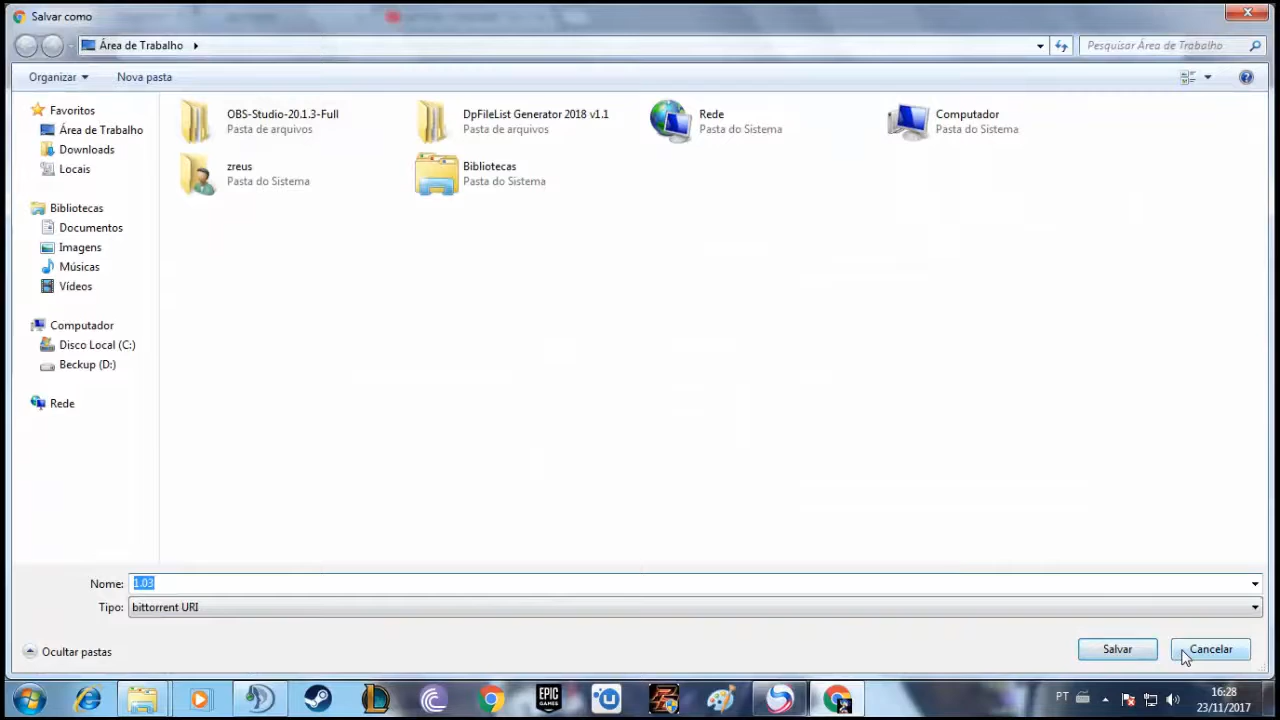 Salvar como
Área de Trabalho
Pesquisar Área de Trabalho
Organizar
Nova pasta
Favoritos
Área de Trabalho
Downloads
Locais
Bibliotecas
Documentos
Imagens
Músicas
Vídeos
Computador
Disco Local (C:)
Beckup (D:)
Rede
OBS-Studio-20.1.3-Full
Pasta de arquivos
DpFileList Generator 2018 v1.1
Pasta de arquivos
Rede
Pasta do Sistema
Computador
Pasta do Sistema
zreus
Pasta do Sistema
Bibliotecas
Pasta do Sistema
Nome: 1.03
Tipo: bittorrent URI
Ocultar pastas
Salvar
Cancelar
EPIC
GAMES
PT
16:28
23/11/2017